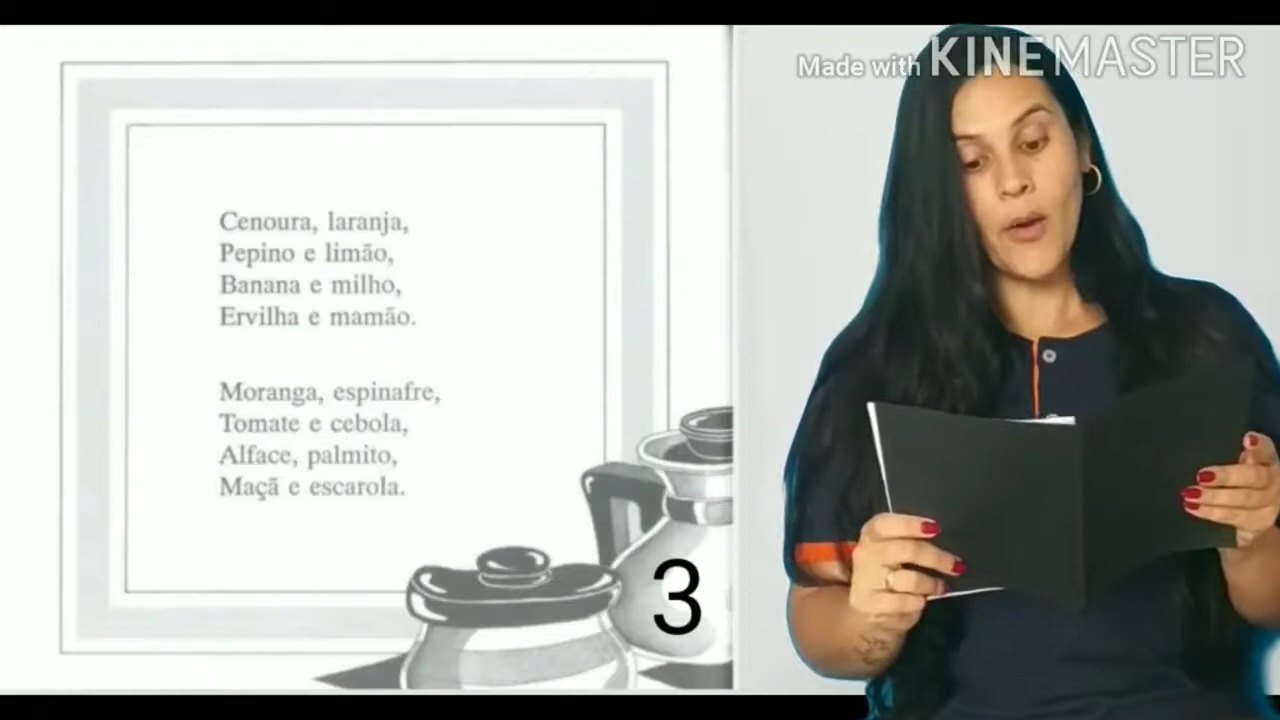 Made with KINEMASTER
Cenoura, laranja,
Pepino e limão,
Banana e milho,
Ervilha e mamão.
Moranga, espinafre,
Tomate e cebola,
Alface, palmito,
Maçã e escarola.
3